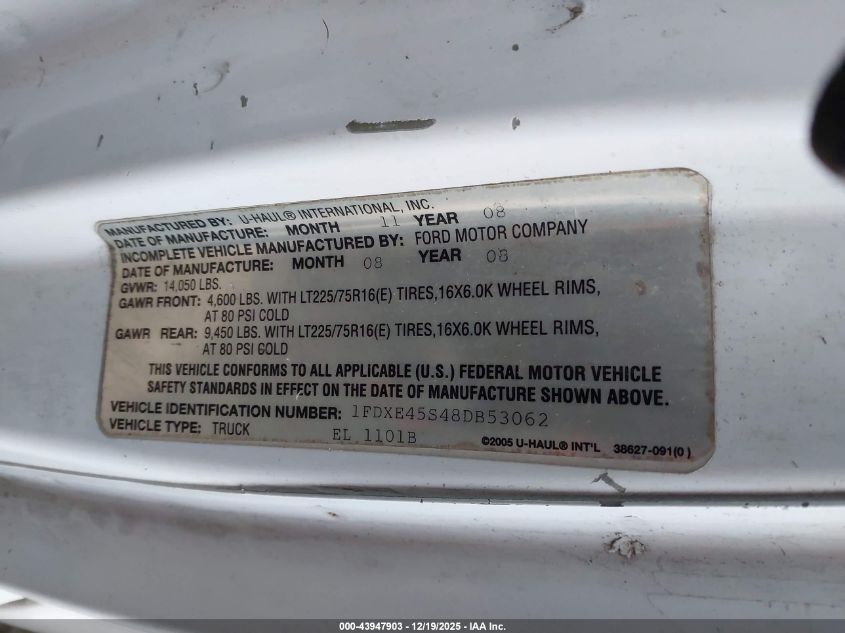 MANUFACTURED BY: U-HAUL® INTERNATIONAL, INC.
DATE OF MANUFACTURE: MONTH 11 YEAR 08
INCOMPLETE VEHICLE MANUFACTURED BY: FORD MOTOR COMPANY
DATE OF MANUFACTURE: MONTH 08 YEAR 08
GVWR: 14,050 LBS.
GAWR FRONT: 4,600 LBS. WITH LT225/75R16(E) TIRES,16X6.0K WHEEL RIMS,
AT 80 PSI COLD
GAWR REAR: 9,450 LBS. WITH LT225/75R16(E) TIRES,16X6.0K WHEEL RIMS,
AT 80 PSI COLD
THIS VEHICLE CONFORMS TO ALL APPLICABLE (U.S.) FEDERAL MOTOR VEHICLE
SAFETY STANDARDS IN EFFECT ON THE DATE OF MANUFACTURE SHOWN ABOVE.
VEHICLE IDENTIFICATION NUMBER: 1FDXE45S48DB53062
VEHICLE TYPE: TRUCK EL 1101B
©2005 U-HAUL® INT'L 38627-091(0)
000-43947903 - 12/19/2025 - IAA Inc.